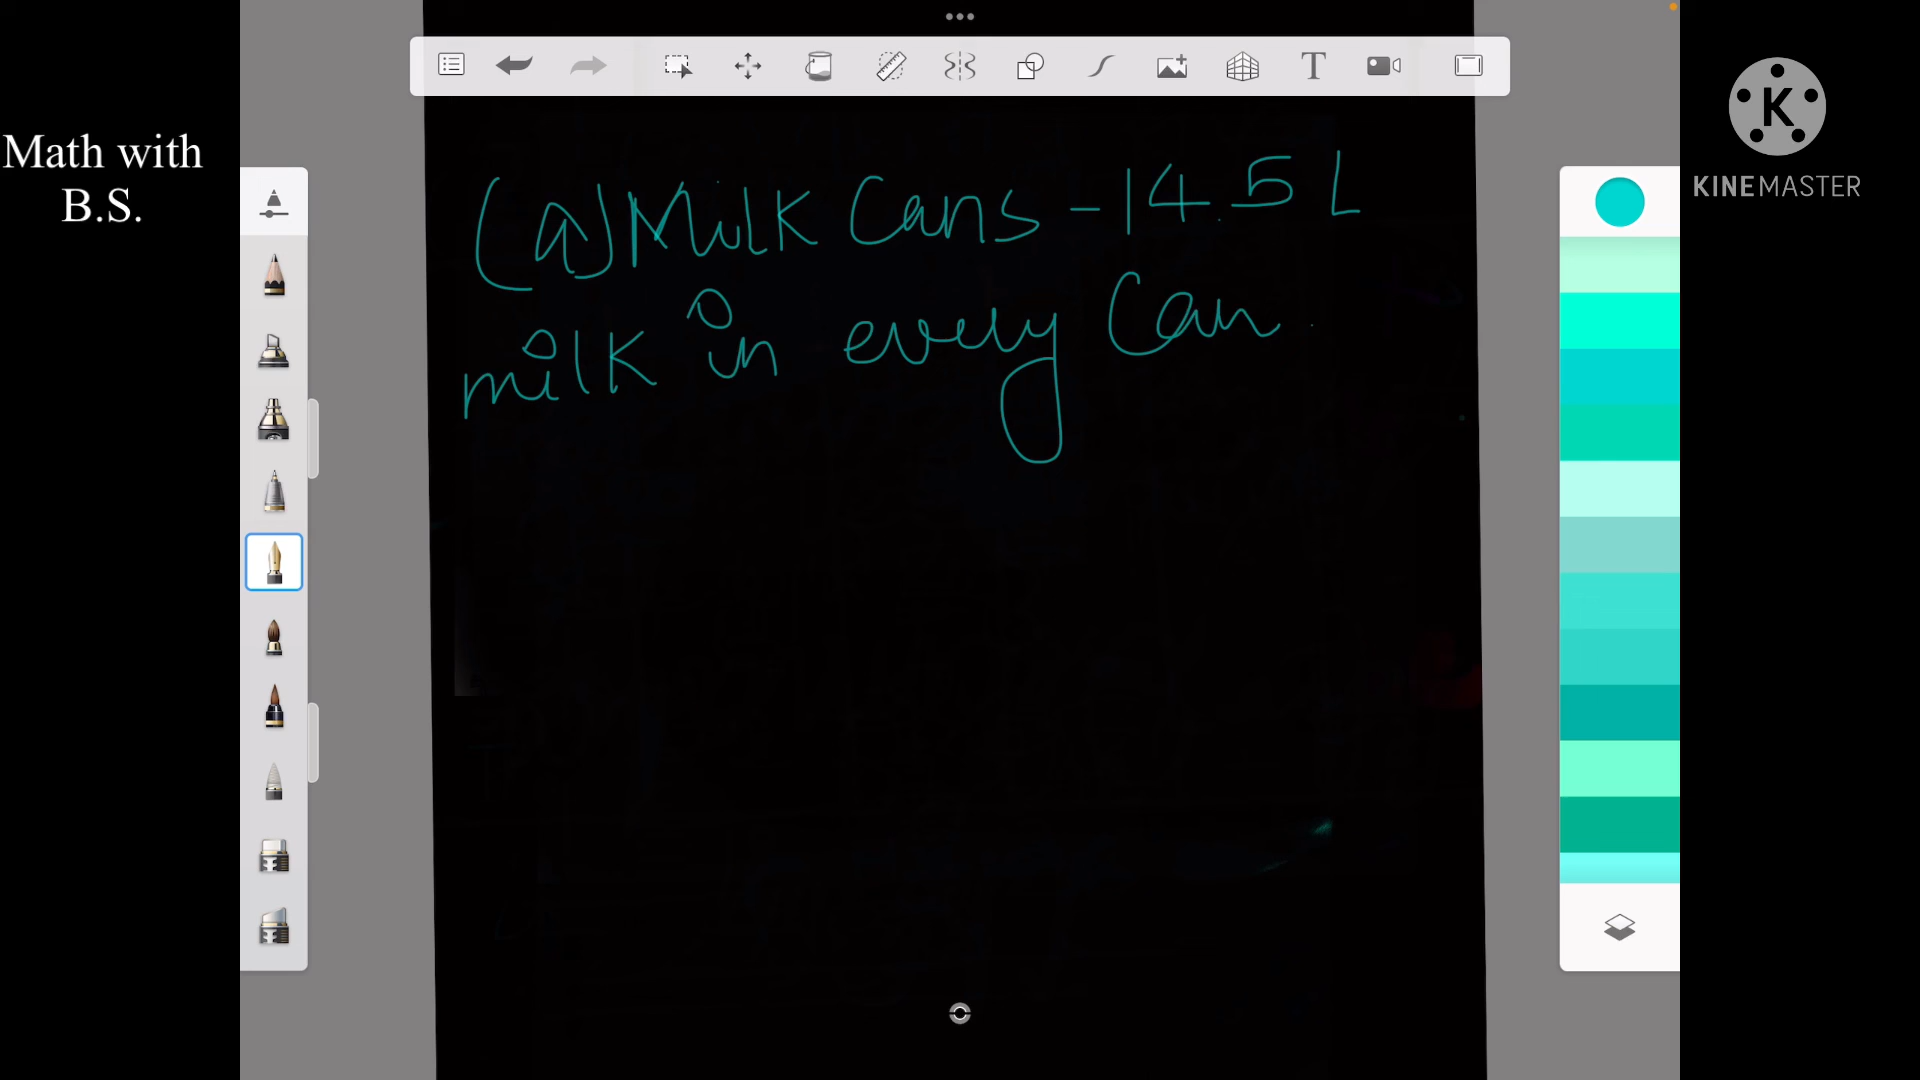 Math with
B.S.
(a) Milk Cans - 14.5 L
milk in every Can
T
K
KINEMASTER